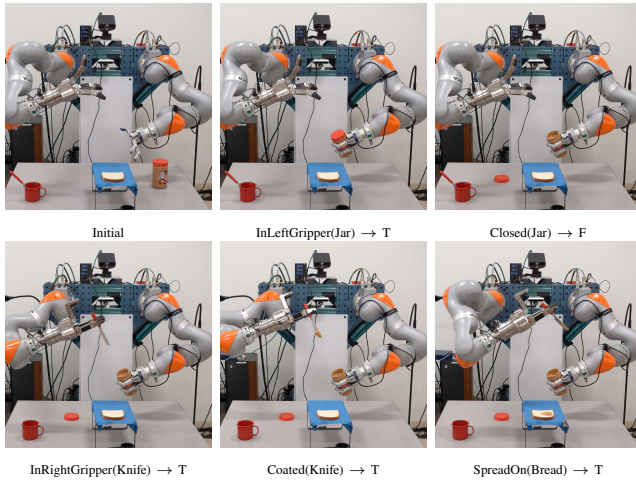 Initial
InLeftGripper(Jar) → T
Closed(Jar) → F
InRightGripper(Knife) → T
Coated(Knife) → T
SpreadOn(Bread) → T